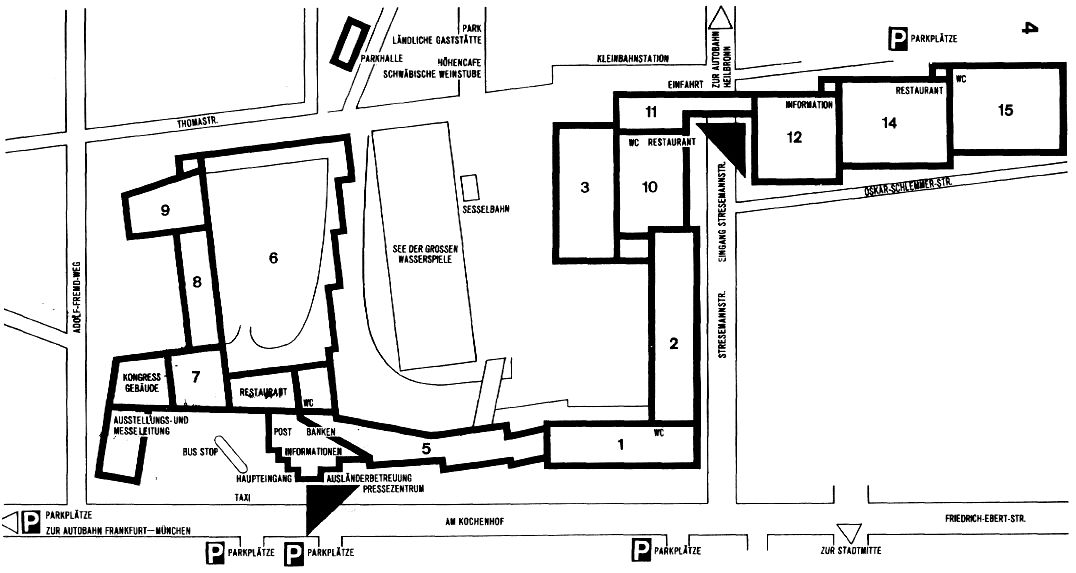 4
PARK
LÄNDLICHE GASTSTÄTTE
PARKHALLE
HÖHENCAFE
SCHWÄBISCHE WEINSTUBE
KLEINBAHNSTATION
ZUR AUTOBAHN
HEILBRONN
P PARKPLÄTZE
EINFAHRT
THOMASTR.
11
INFORMATION
12
RESTAURANT
14
WC
15
WC RESTAURANT
3
10
OSKAR-SCHLEMMER-STR.
EINGANG STRESEMANNSTR.
STRESEMANNSTR.
SESSELBAHN
SEE DER GROSSEN
WASSERSPIELE
9
6
8
ADOLF-FREMD-WEG
2
KONGRESS
GEBÄUDE
7
RESTAURANT
WC
AUSSTELLUNGS-UND
MESSELEITUNG
POST
BANKEN
INFORMATIONEN
5
WC
1
BUS STOP
HAUPTEINGANG
AUSLÄNDERBETREUUNG
PRESSEZENTRUM
TAXI
P PARKPLÄTZE
ZUR AUTOBAHN FRANKFURT–MÜNCHEN
AM KOCHENHOF
FRIEDRICH-EBERT-STR.
P PARKPLÄTZE
P PARKPLÄTZE
P PARKPLÄTZE
ZUR STADTMITTE